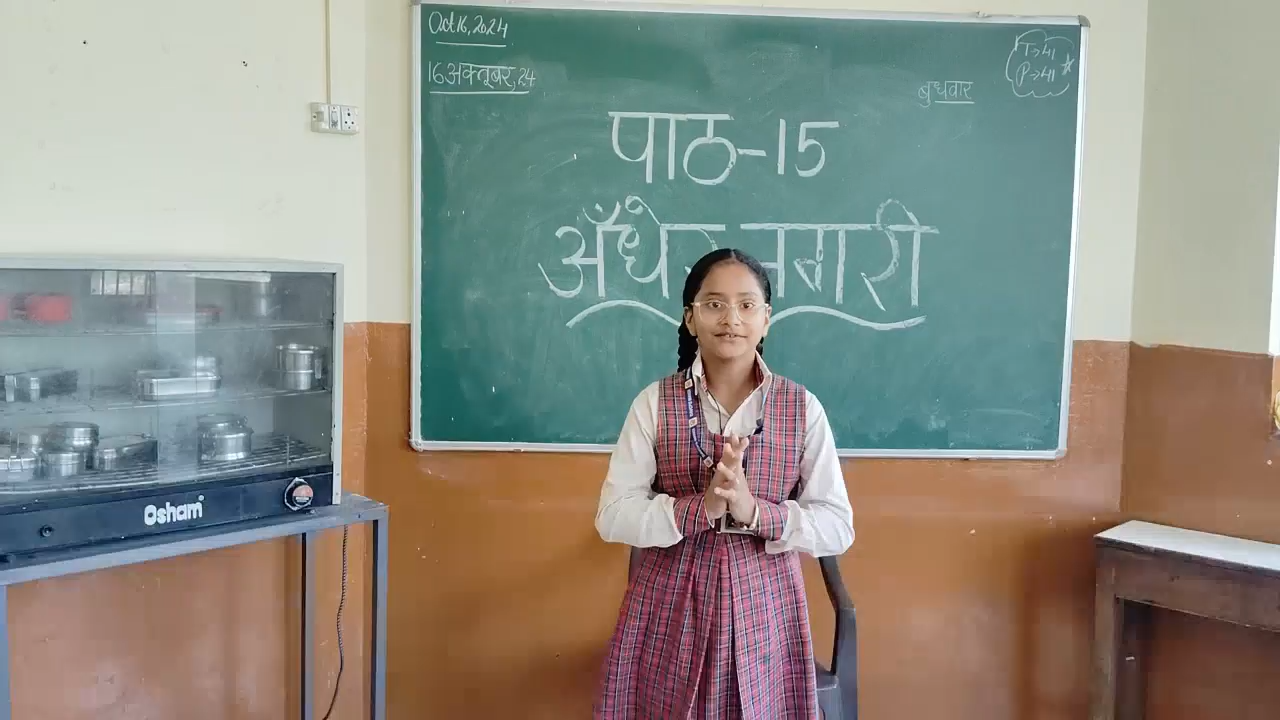 Oct 16, 2024
16 अक्तूबर, 24
बुधवार
T→41
P→41
पाठ-15
अँधेर नगरी
Osham